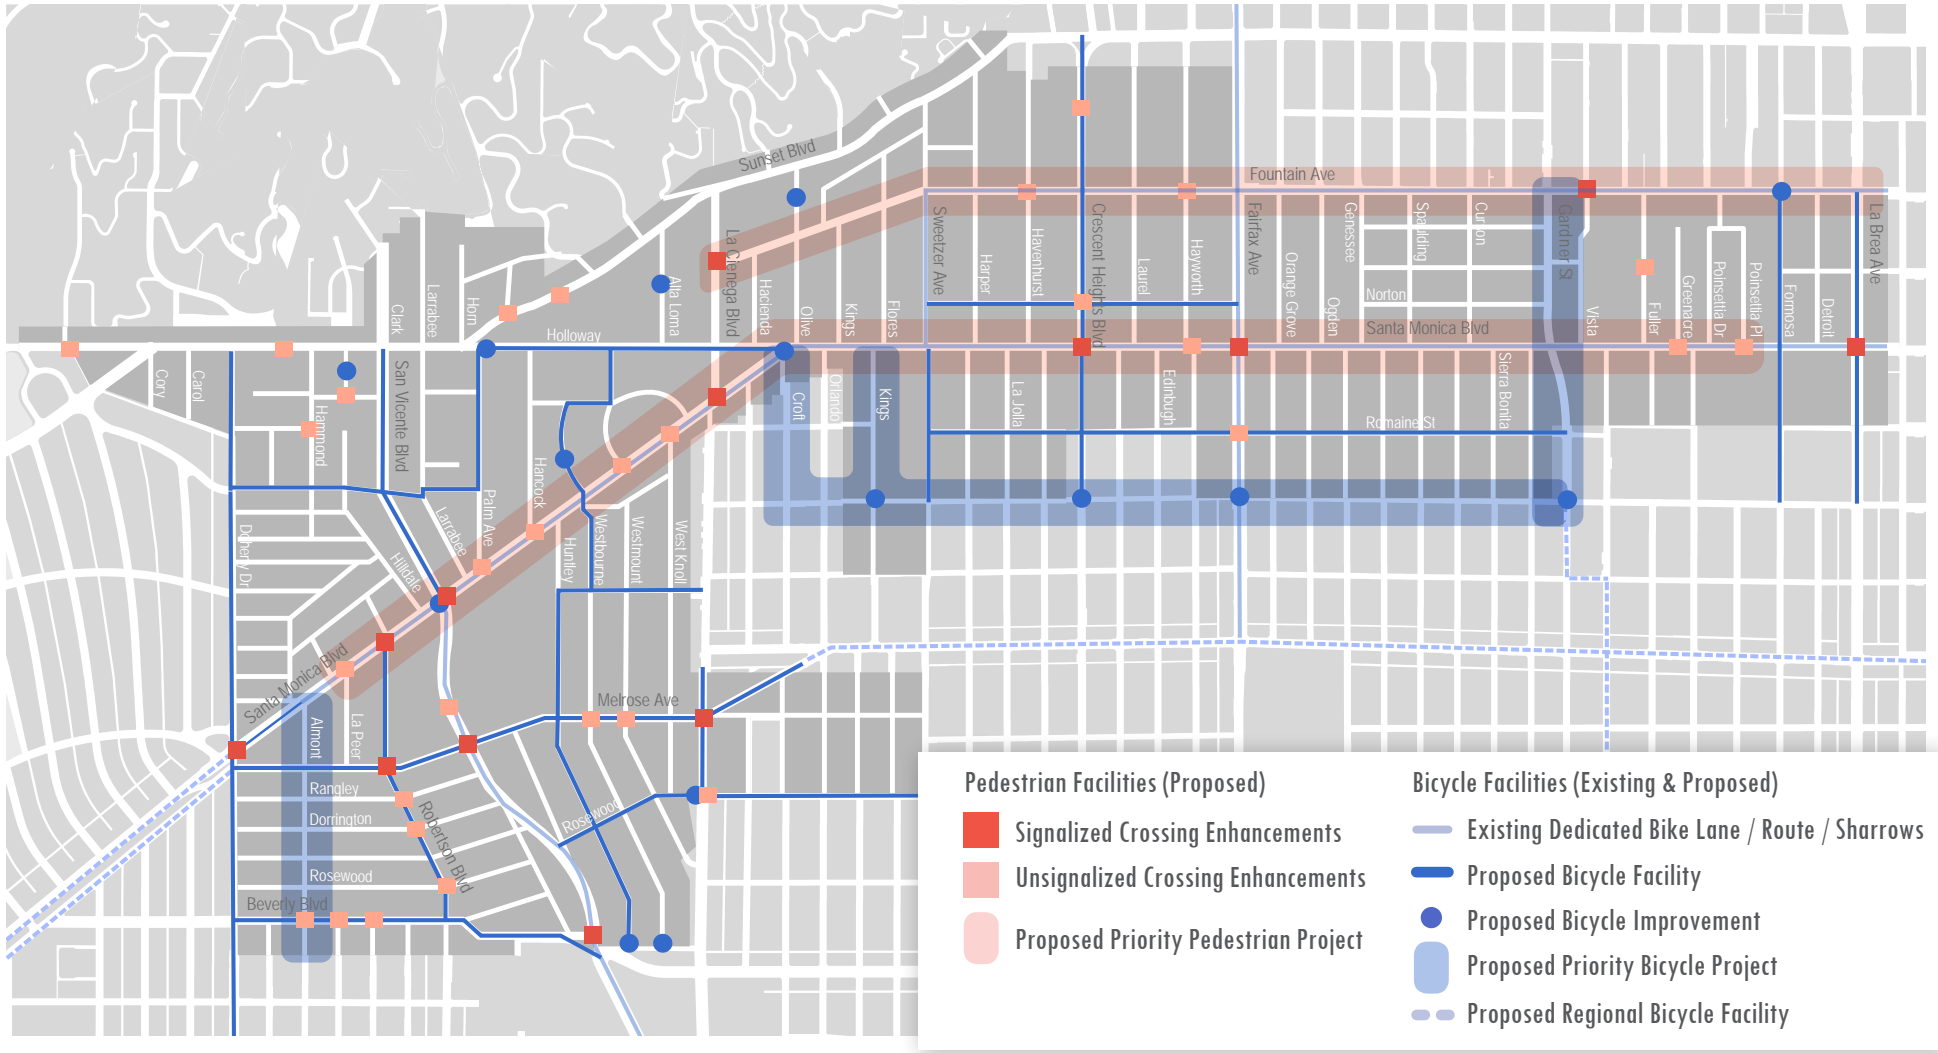 Sunset Blvd
Fountain Ave
Sweetzer Ave
Harper
Havenhurst
Crescent Heights Blvd
Laurel
Hayworth
Fairfax Ave
Orange Grove
Ogden
Genessee
Spaulding
Curson
Gardner St
Vista
Fuller
Greenacre
Poinsettia Dr
Poinsettia Pl
Formosa
Detroit
La Brea Ave
Norton
Santa Monica Blvd
Clark
Larrabee
Horn
Holloway
Alta Loma
La Cienega Blvd
Hacienda
Olive
Kings
Flores
Cory
Carol
Hammond
San Vicente Blvd
Croft
Orlando
Kings
La Jolla
Edinbugh
Sierra Bonita
Romaine St
Hancock
Palm Ave
Larrabee
Hilldale
Doheny Dr
Huntley
Westbourne
Westmount
West Knoll
Santa Monica Blvd
Melrose Ave
Almont
La Peer
Rangley
Dorrington
Robertson Blvd
Rosewood
Rosewood
Beverly Blvd
Pedestrian Facilities (Proposed)
Signalized Crossing Enhancements
Unsignalized Crossing Enhancements
Proposed Priority Pedestrian Project
Bicycle Facilities (Existing & Proposed)
Existing Dedicated Bike Lane / Route / Sharrows
Proposed Bicycle Facility
Proposed Bicycle Improvement
Proposed Priority Bicycle Project
Proposed Regional Bicycle Facility